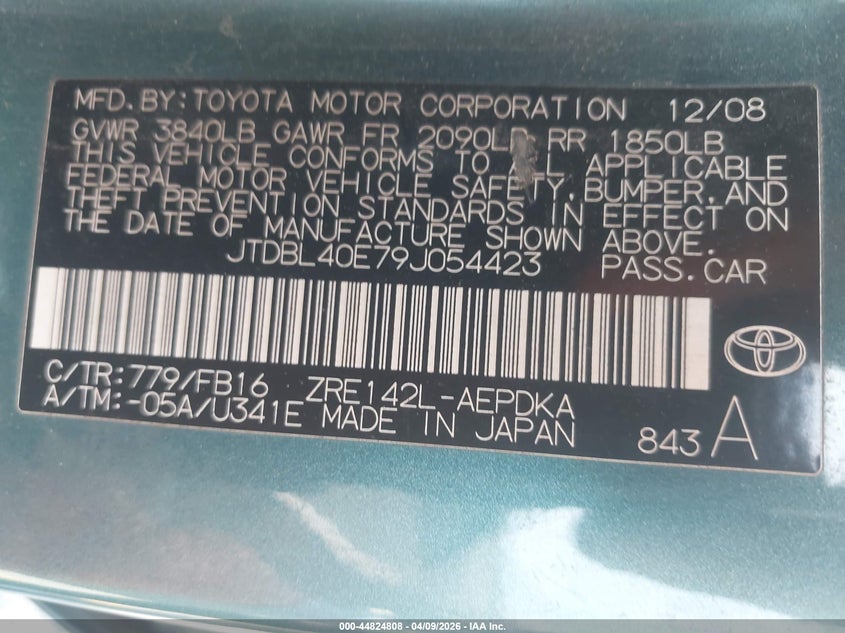 MFD.BY:TOYOTA MOTOR CORPORATION 12/08
GVWR 3840LB GAWR FR 2090LB RR 1850LB
THIS VEHICLE CONFORMS TO ALL APPLICABLE
FEDERAL MOTOR VEHICLE SAFETY,BUMPER,AND
THEFT PREVENTION STANDARDS IN EFFECT ON
THE DATE OF MANUFACTURE SHOWN ABOVE.
JTDBL40E79J054423 PASS.CAR
C/TR:779/FB16 ZRE142L-AEPDKA
A/TM:-05A/U341E MADE IN JAPAN
843 A
000-44824808 - 04/09/2026 - IAA Inc.